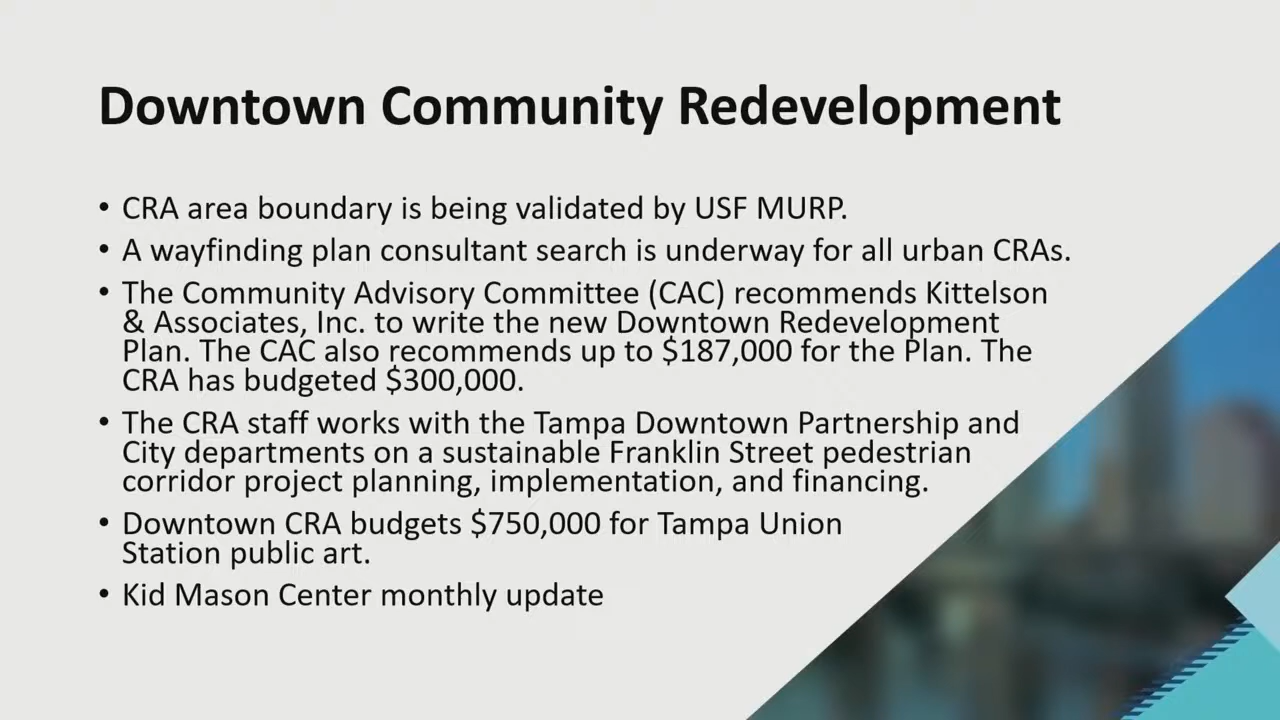 Downtown Community Redevelopment
• CRA area boundary is being validated by USF MURP.
• A wayfinding plan consultant search is underway for all urban CRAs.
• The Community Advisory Committee (CAC) recommends Kittelson
& Associates, Inc. to write the new Downtown Redevelopment
Plan. The CAC also recommends up to $187,000 for the Plan. The
CRA has budgeted $300,000.
• The CRA staff works with the Tampa Downtown Partnership and
City departments on a sustainable Franklin Street pedestrian
corridor project planning, implementation, and financing.
• Downtown CRA budgets $750,000 for Tampa Union
Station public art.
• Kid Mason Center monthly update